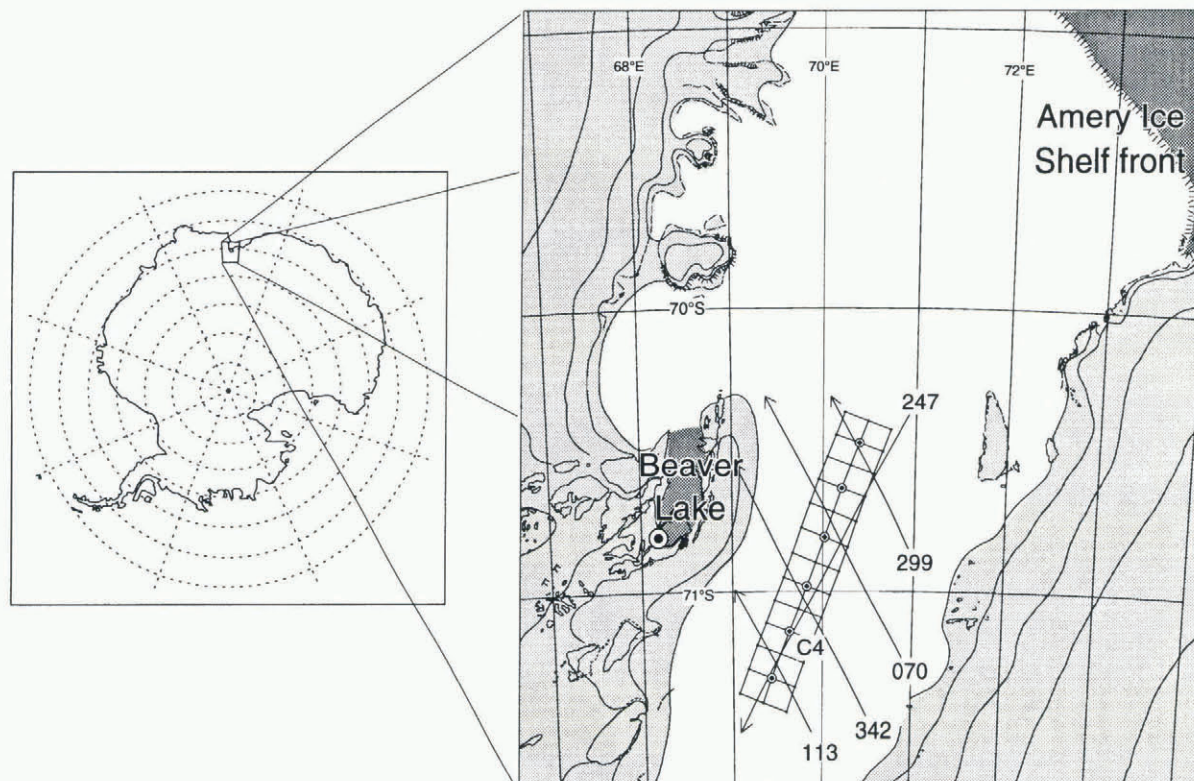 68°E
70°E
72°E
Amery Ice
Shelf front
70°S
247
Beaver
Lake
299
71°S
C4
070
342
113